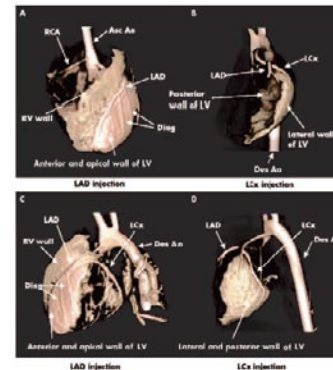 A
RCA
Asc Ao
LAD
RV wall
Diag
Anterior and apical wall of LV
LAD injection
B
LCx
LAD
Posterior
wall of LV
Lateral wall
of LV
Des Ao
LCx injection
C
LAD
RV wall
LCx
Des Ao
Diag
Anterior and apical wall of LV
LAD injection
D
LAD
LCx
Des A
Lateral and posterior wall of LV
LCx injection